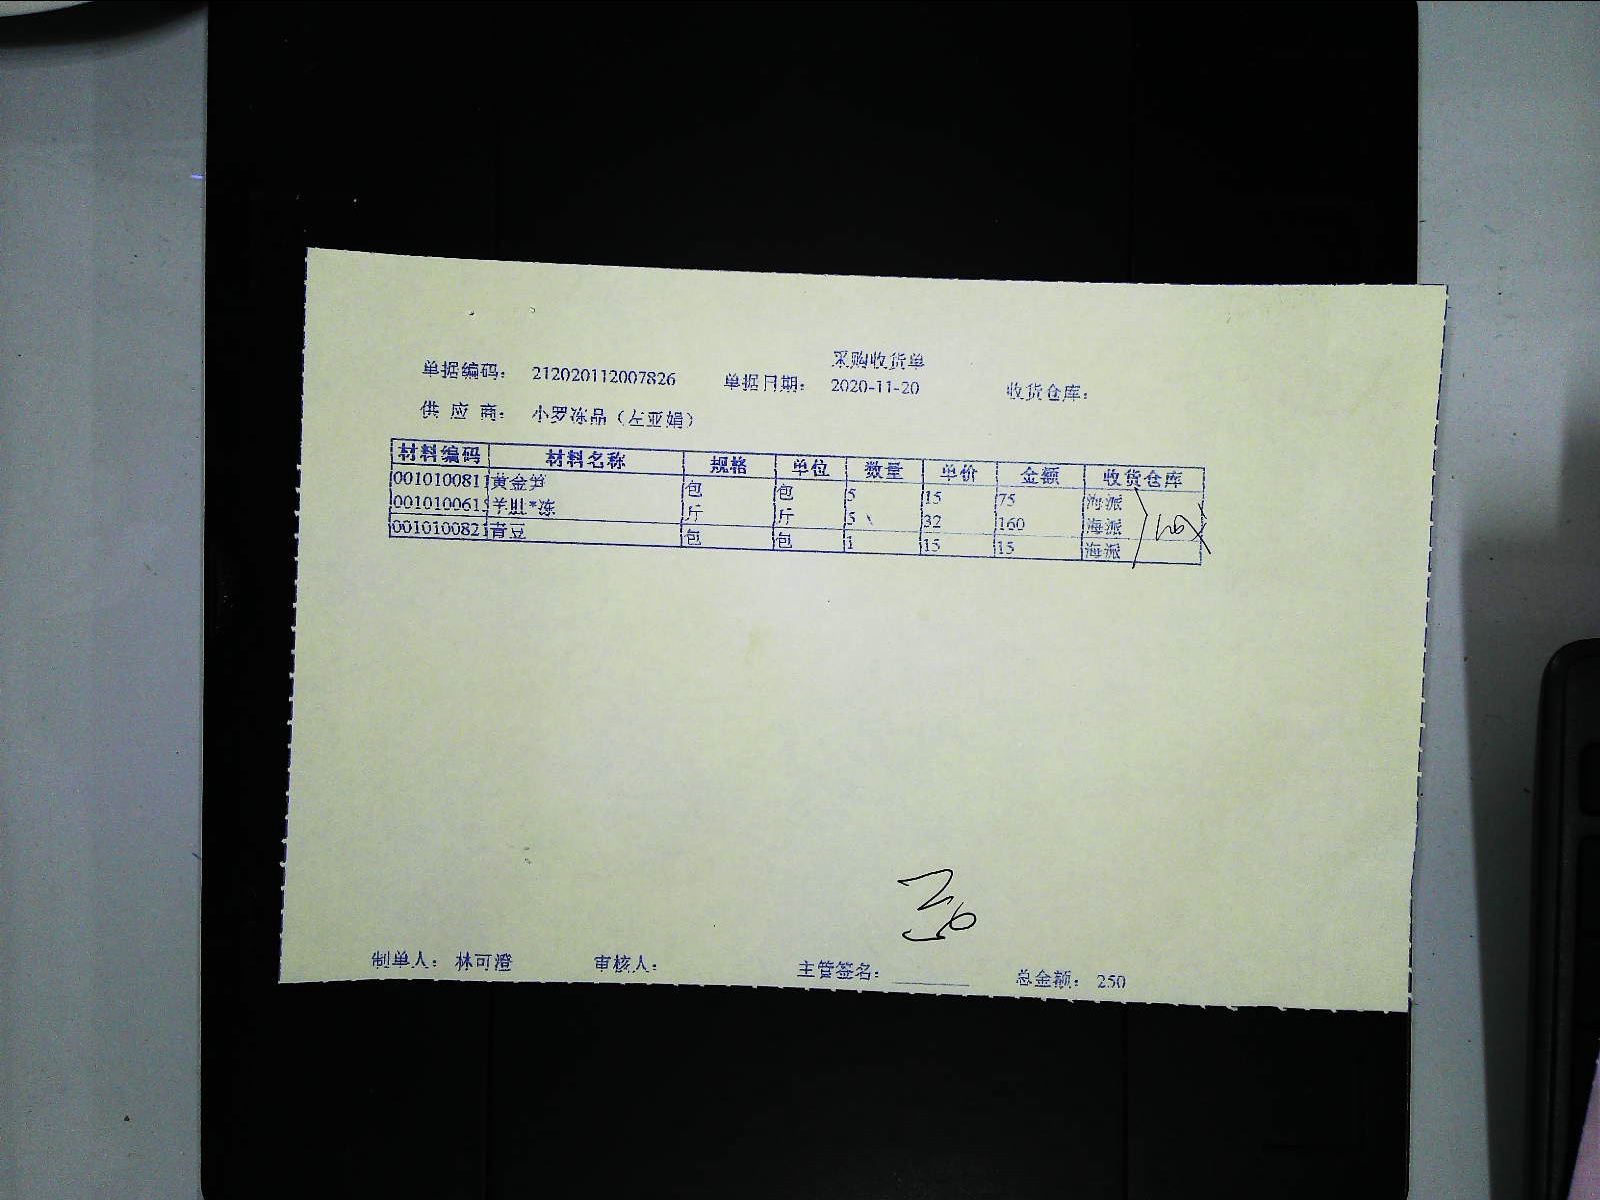 采购收货单
单据编码: 212020112007826 单据日期: 2020-11-20 收货仓库:
供 应 商: 小罗冻品（左亚娟）
材料编码 材料名称 规格 单位 数量 单价 金额 收货仓库
001010081 黄金笋 包 包 5 15 75 海派
001010061 羊肚*冻 斤 斤 5 32 160 海派
001010082 青豆 包 包 1 15 15 海派
制单人: 林可澄 审核人: 主管签名: 总金额: 250